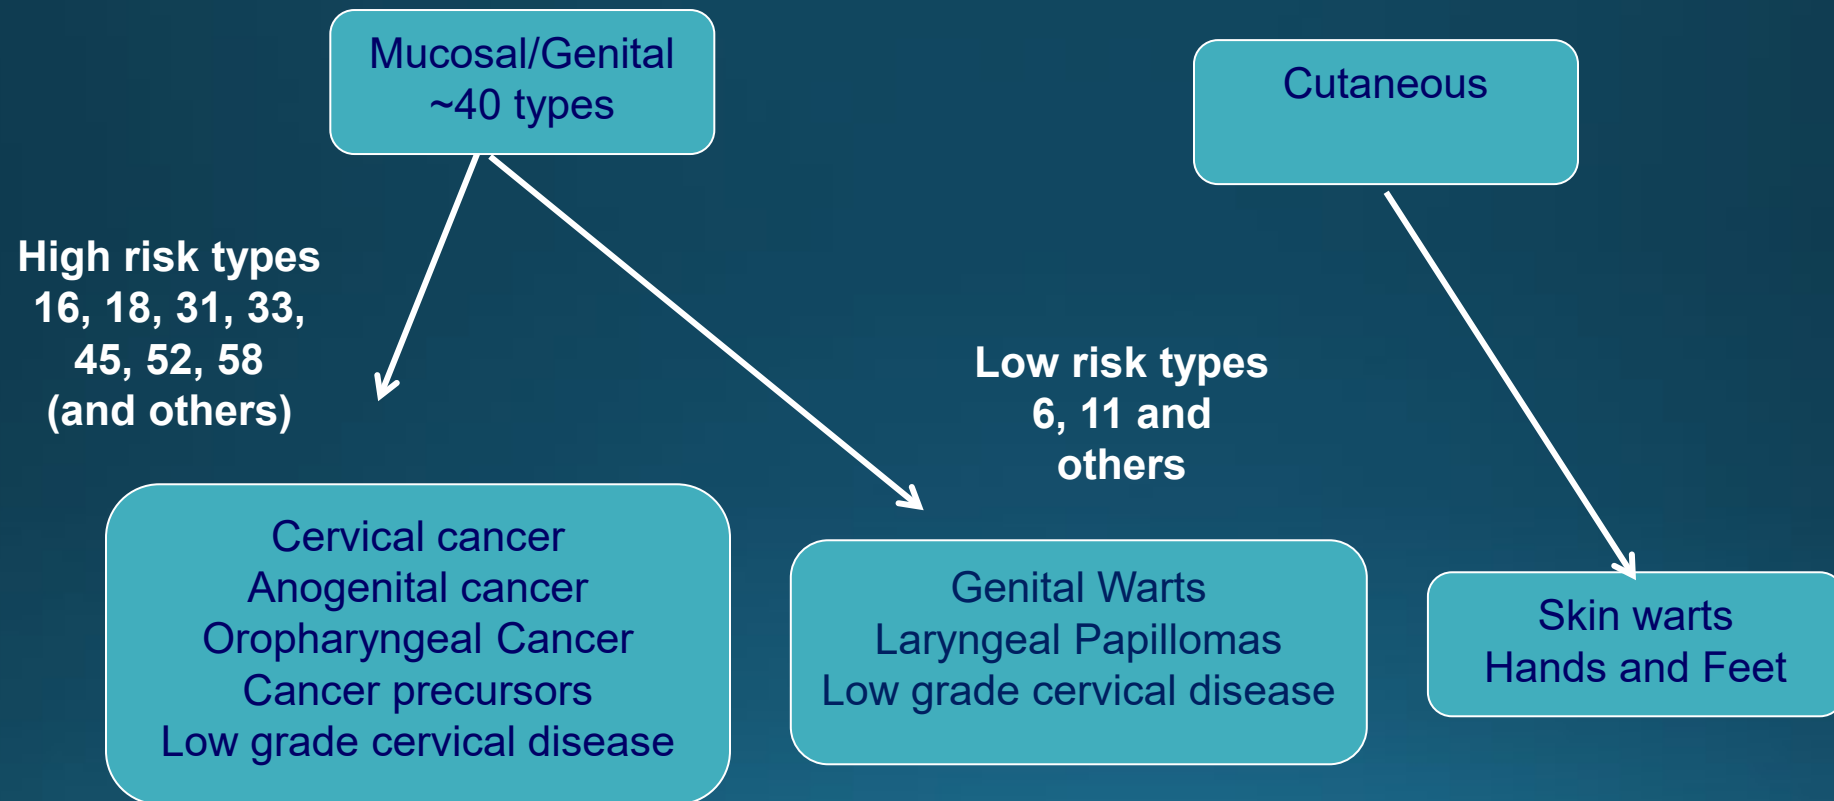 Mucosal/Genital
~40 types
Cutaneous
High risk types
16, 18, 31, 33,
45, 52, 58
(and others)
Low risk types
6, 11 and
others
Cervical cancer
Anogenital cancer
Oropharyngeal Cancer
Cancer precursors
Low grade cervical disease
Genital Warts
Laryngeal Papillomas
Low grade cervical disease
Skin warts
Hands and Feet